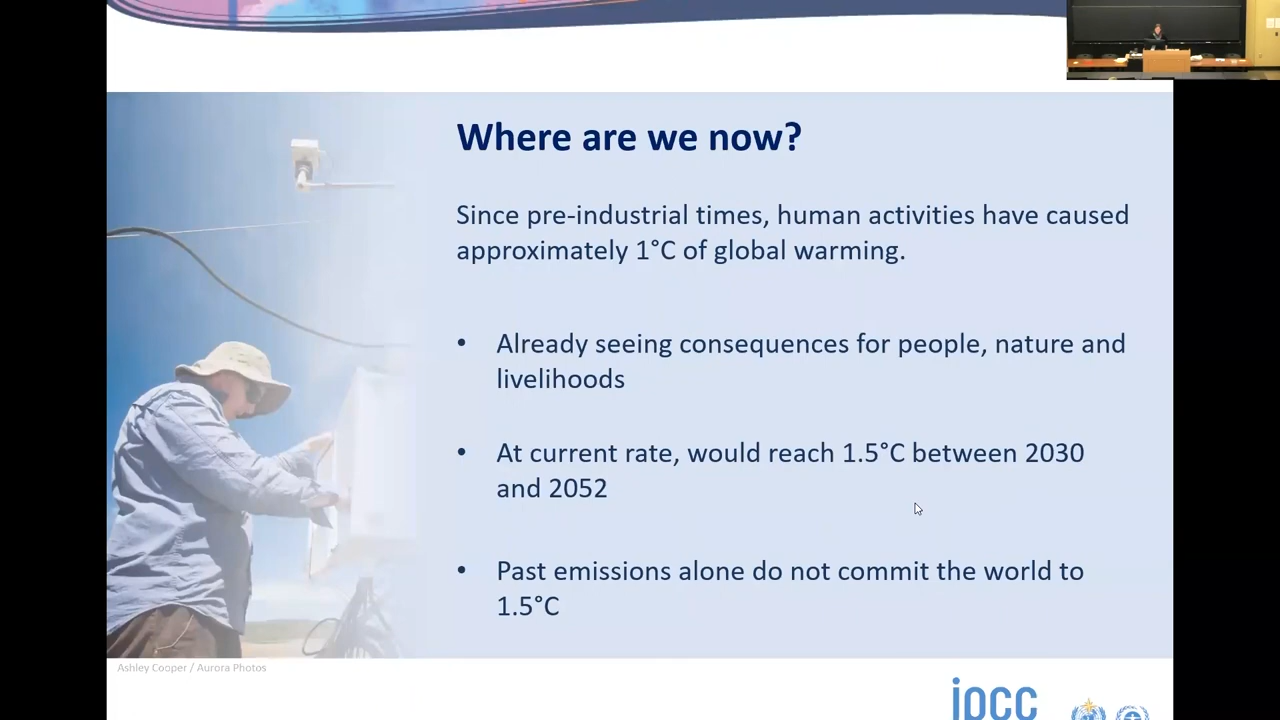 Where are we now?
Since pre-industrial times, human activities have caused
approximately 1°C of global warming.
• Already seeing consequences for people, nature and
livelihoods
• At current rate, would reach 1.5°C between 2030
and 2052
• Past emissions alone do not commit the world to
1.5°C
Ashley Cooper / Aurora Photos
ipcc